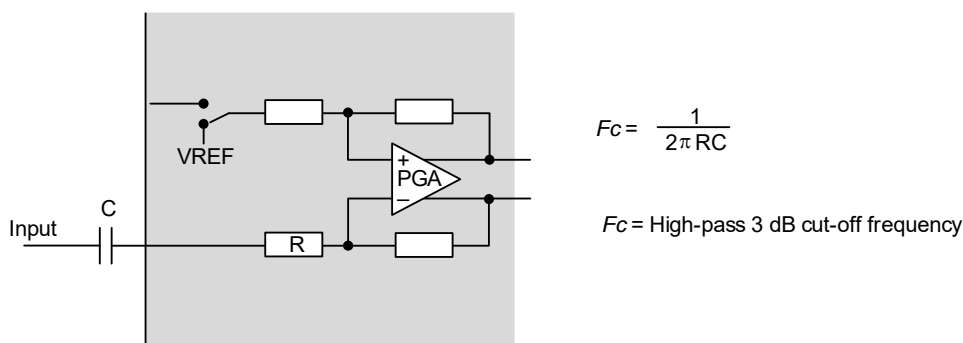 VREF
+
PGA
−
C
Input
R
Fc = 1
2π RC
Fc = High-pass 3 dB cut-off frequency